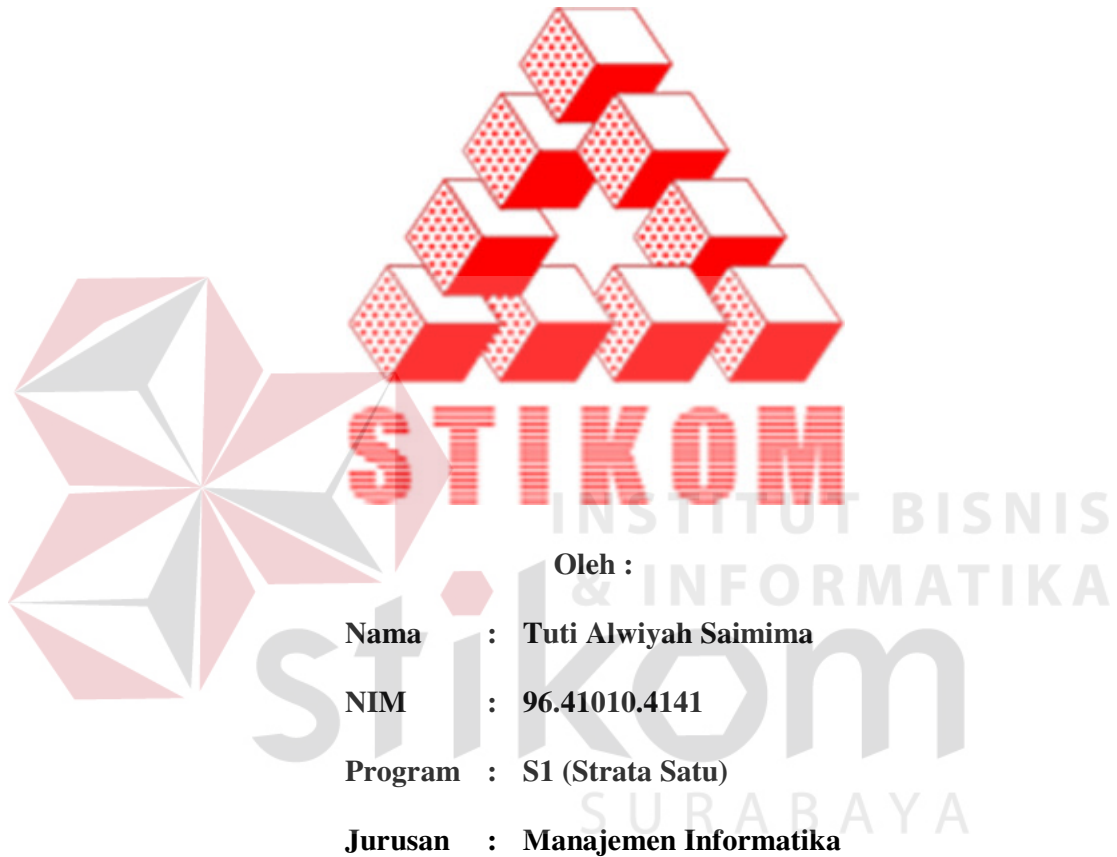 STIKOM
INSTITUT BISNIS
Oleh :
& INFORMATIKA
Nama : Tuti Alwiyah Saimima
stikom
NIM : 96.41010.4141
Program : S1 (Strata Satu)
SURABAYA
Jurusan : Manajemen Informatika